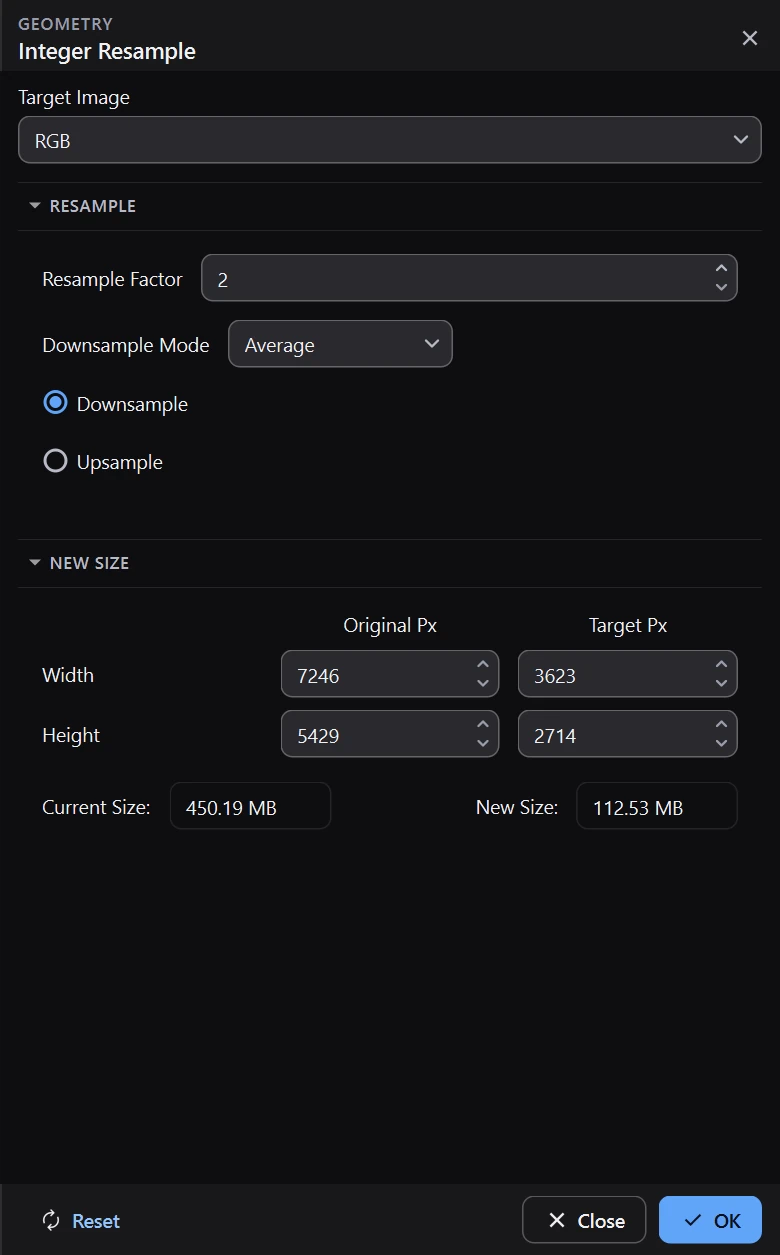 GEOMETRY
Integer Resample
Target Image
RGB
RESAMPLE
Resample Factor 2
Downsample Mode Average
Downsample
Upsample
NEW SIZE
Original Px Target Px
Width 7246 3623
Height 5429 2714
Current Size: 450.19 MB New Size: 112.53 MB
Reset Close OK